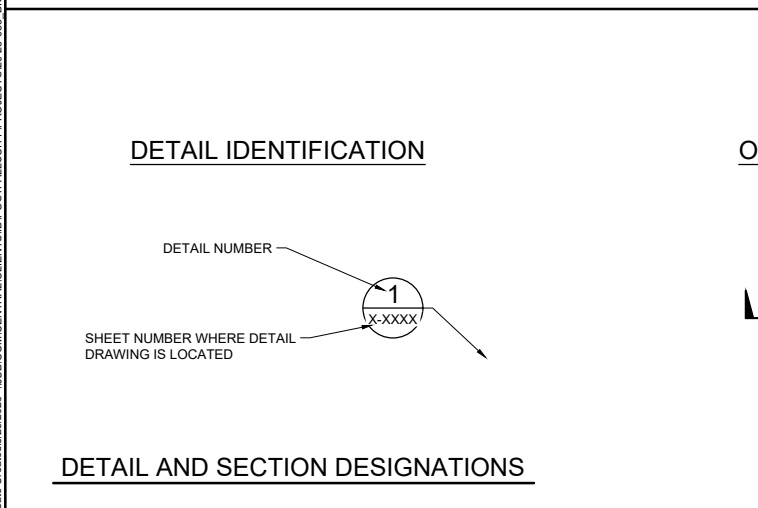 DETAIL IDENTIFICATION
O
DETAIL NUMBER
1
X-XXXX
SHEET NUMBER WHERE DETAIL
DRAWING IS LOCATED
DETAIL AND SECTION DESIGNATIONS